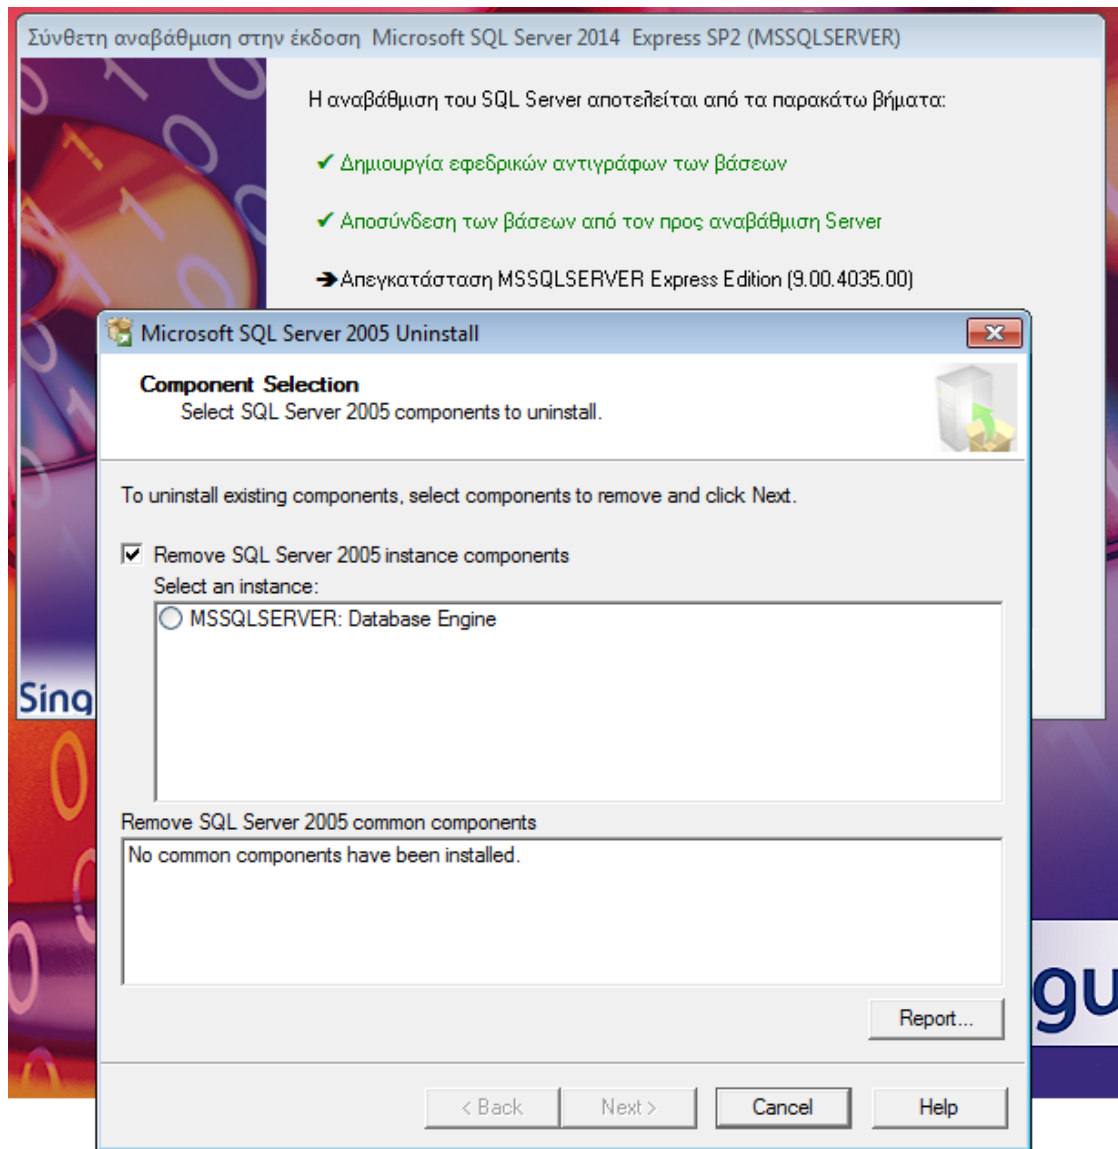 Σύνθετη αναβάθμιση στην έκδοση Microsoft SQL Server 2014 Express SP2 (MSSQLSERVER)
Η αναβάθμιση του SQL Server αποτελείται από τα παρακάτω βήματα:
✔ Δημιουργία εφεδρικών αντιγράφων των βάσεων
✔ Αποσύνδεση των βάσεων από τον προς αναβάθμιση Server
➔ Απεγκατάσταση MSSQLSERVER Express Edition (9.00.4035.00)
Microsoft SQL Server 2005 Uninstall
Component Selection
Select SQL Server 2005 components to uninstall.
To uninstall existing components, select components to remove and click Next.
Remove SQL Server 2005 instance components
Select an instance:
MSSQLSERVER: Database Engine
Sing
Remove SQL Server 2005 common components
No common components have been installed.
gu
Report...
< Back Next > Cancel Help